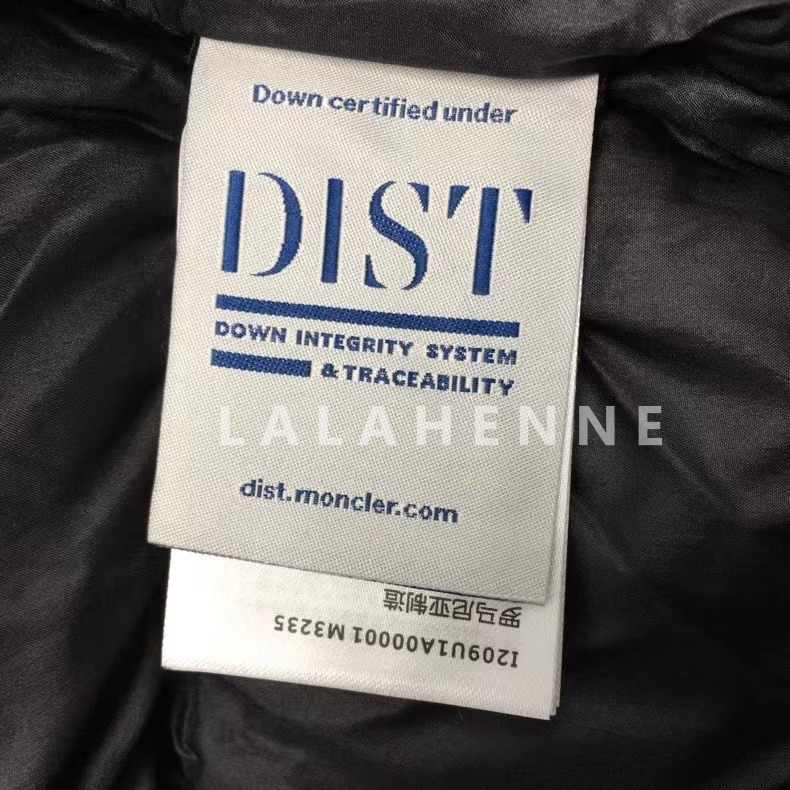 Down certified under
DIST
DOWN INTEGRITY SYSTEM
& TRACEABILITY
LALAHENNE
dist.moncler.com
I209U1A00001 M3235
罗马尼亚制造